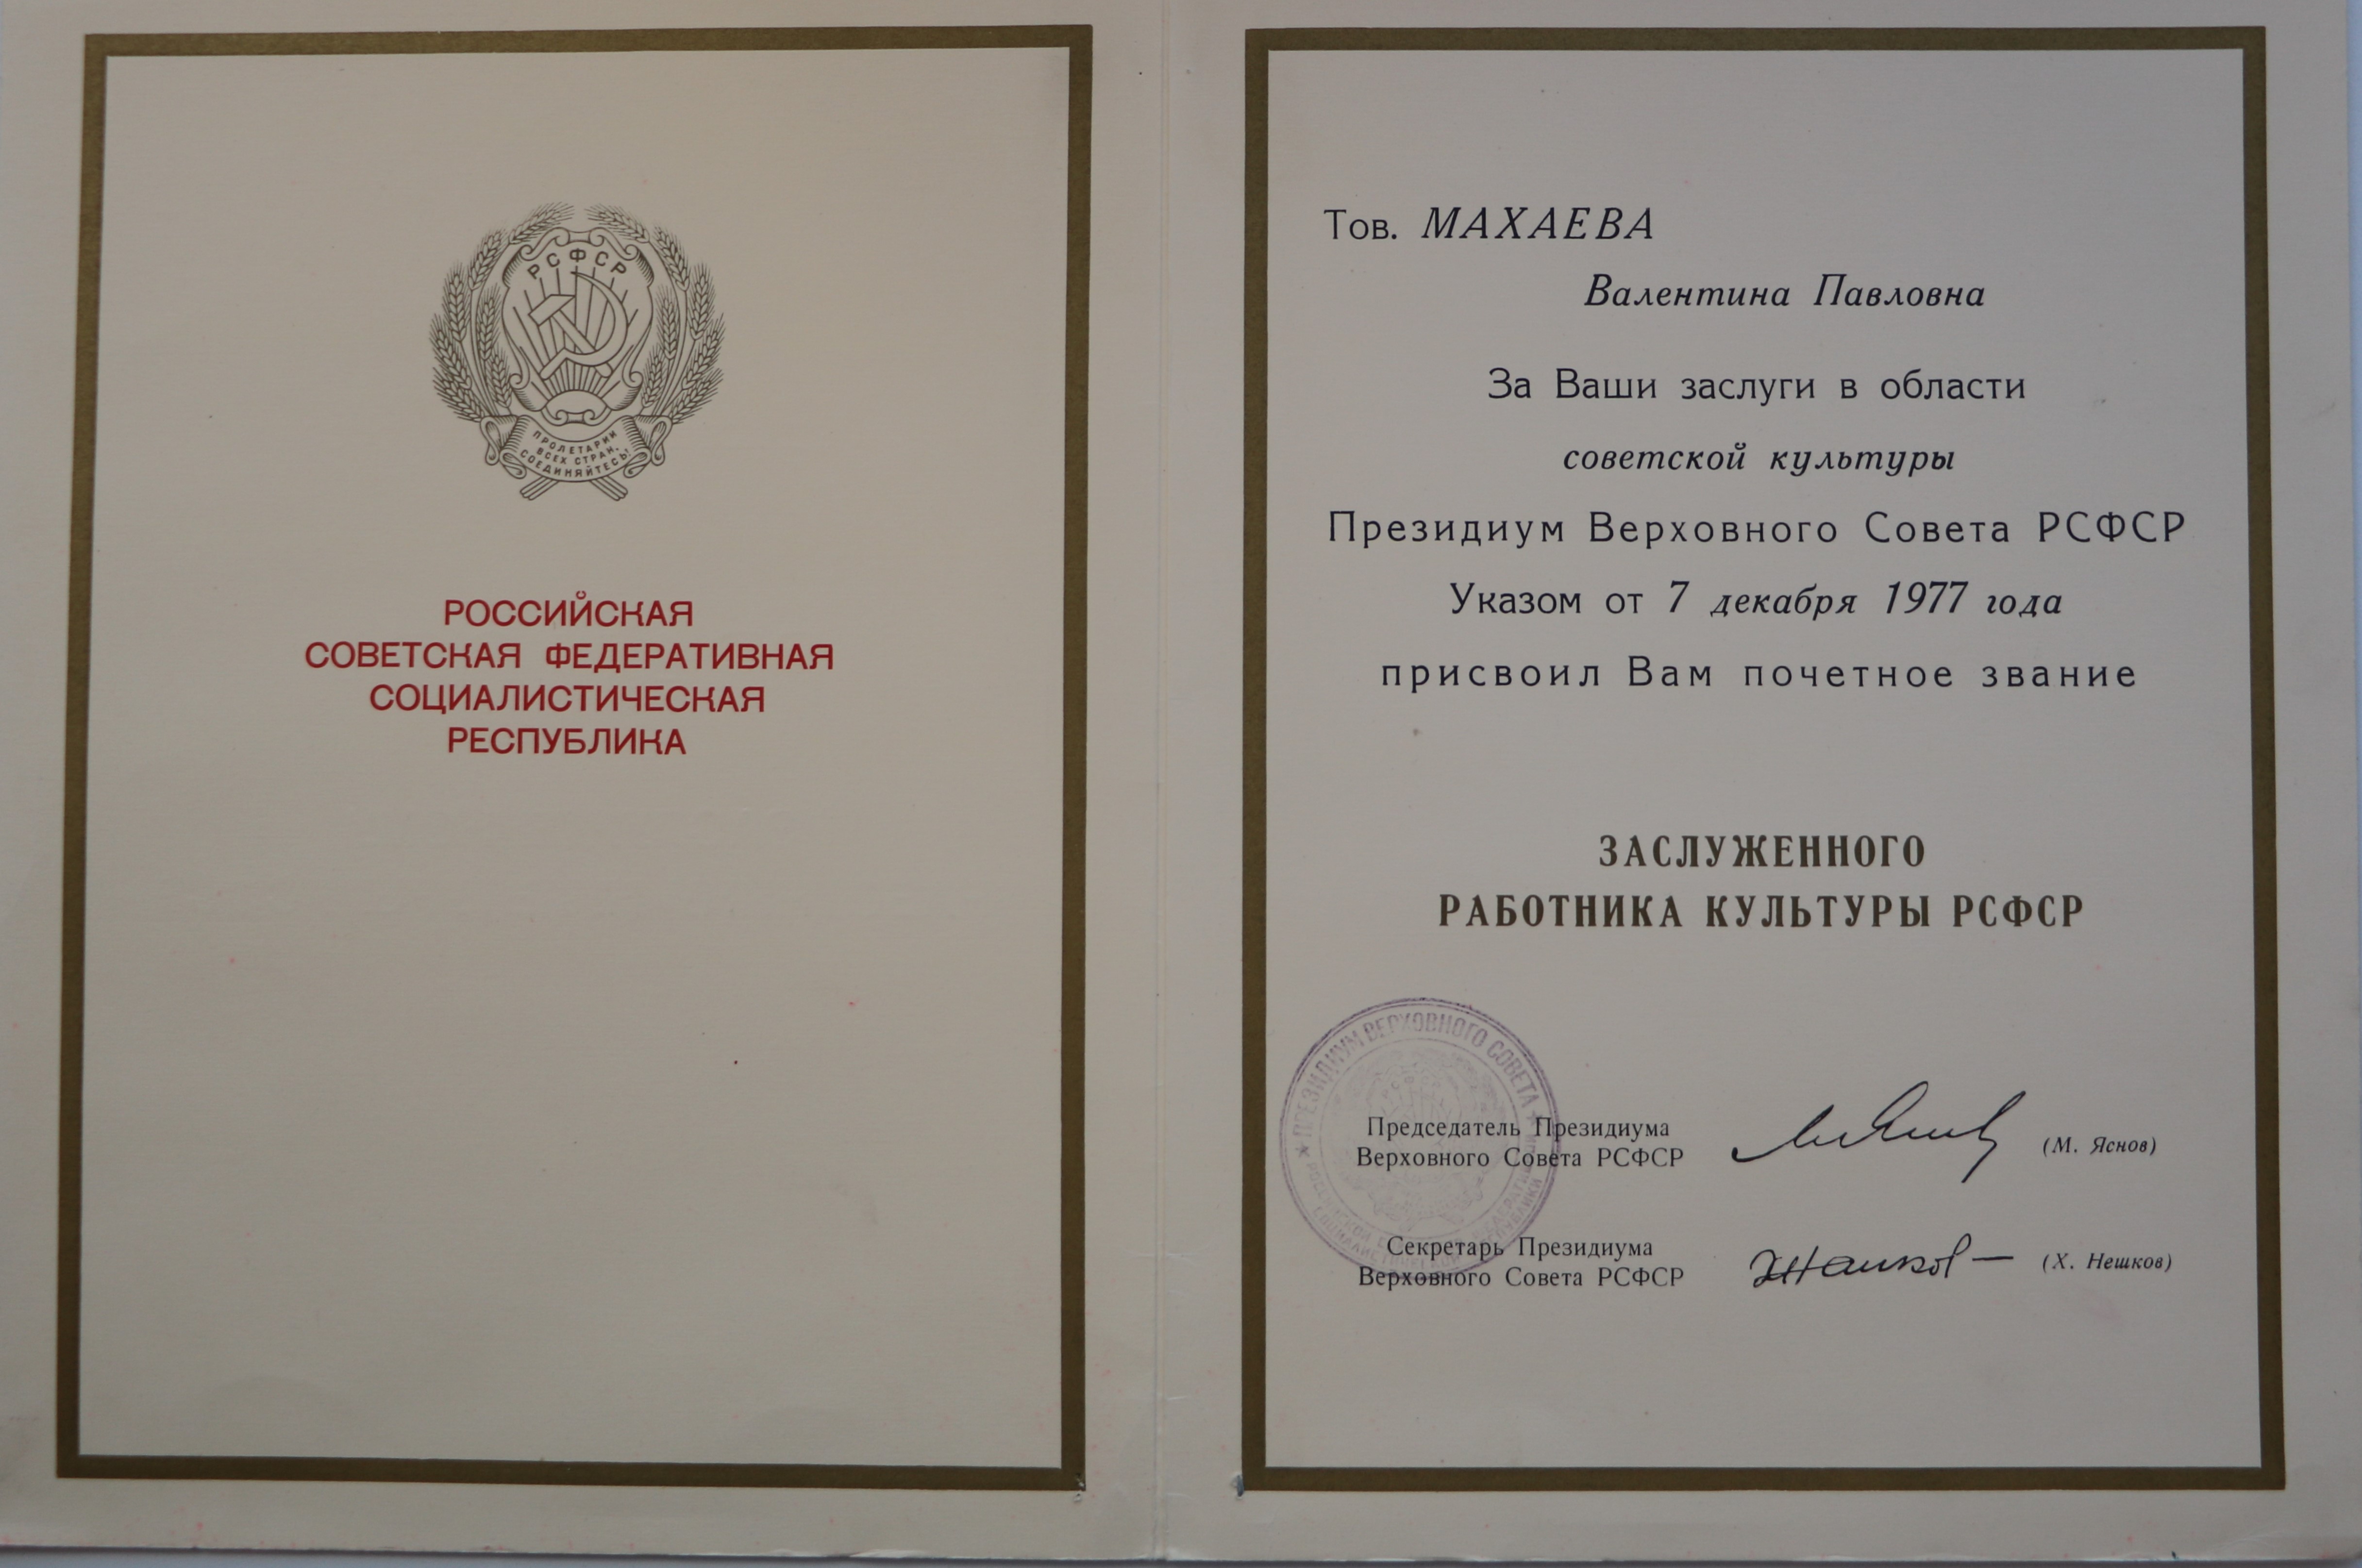 РСФСР
ПРОЛЕТАРИИ
ВСЕХ СТРАН,
СОЕДИНЯЙТЕСЬ!
РОССИЙСКАЯ
СОВЕТСКАЯ ФЕДЕРАТИВНАЯ
СОЦИАЛИСТИЧЕСКАЯ
РЕСПУБЛИКА
Тов. МАХАЕВА
Валентина Павловна
За Ваши заслуги в области
советской культуры
Президиум Верховного Совета РСФСР
Указом от 7 декабря 1977 года
присвоил Вам почетное звание
ЗАСЛУЖЕННОГО
РАБОТНИКА КУЛЬТУРЫ РСФСР
ПРЕЗИДИУМ ВЕРХОВНОГО СОВЕТА
Председатель Президиума
Верховного Совета РСФСР
(М. Яснов)
Секретарь Президиума
Верховного Совета РСФСР
(Х. Нешков)